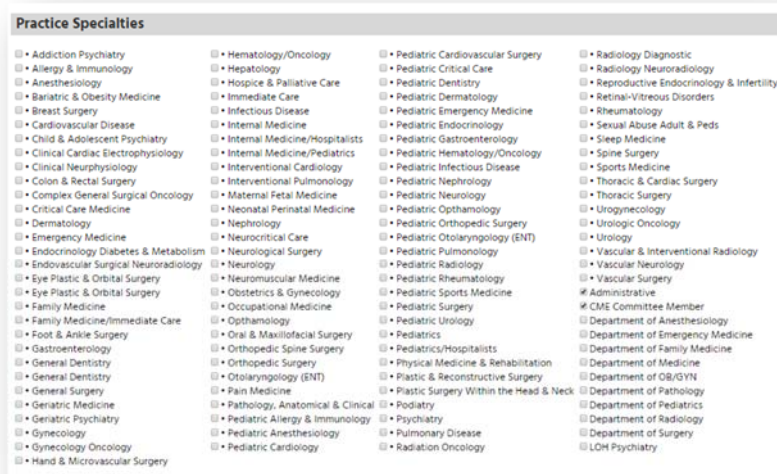 Practice Specialties
• Addiction Psychiatry
• Allergy & Immunology
• Anesthesiology
• Bariatric & Obesity Medicine
• Breast Surgery
• Cardiovascular Disease
• Child & Adolescent Psychiatry
• Clinical Cardiac Electrophysiology
• Clinical Neurphysiology
• Colon & Rectal Surgery
• Complex General Surgical Oncology
• Critical Care Medicine
• Dermatology
• Emergency Medicine
• Endocrinology Diabetes & Metabolism
• Endovascular Surgical Neuroradiology
• Eye Plastic & Orbital Surgery
• Eye Plastic & Orbital Surgery
• Family Medicine
• Family Medicine/Immediate Care
• Foot & Ankle Surgery
• Gastroenterology
• General Dentistry
• General Dentistry
• General Surgery
• Geriatric Medicine
• Geriatric Psychiatry
• Gynecology
• Gynecology Oncology
• Hand & Microvascular Surgery
• Hematology/Oncology
• Hepatology
• Hospice & Palliative Care
• Immediate Care
• Infectious Disease
• Internal Medicine
• Internal Medicine/Hospitalists
• Internal Medicine/Pediatrics
• Interventional Cardiology
• Interventional Pulmonology
• Maternal Fetal Medicine
• Neonatal Perinatal Medicine
• Nephrology
• Neurocritical Care
• Neurological Surgery
• Neurology
• Neuromuscular Medicine
• Obstetrics & Gynecology
• Occupational Medicine
• Opthamology
• Oral & Maxillofacial Surgery
• Orthopedic Spine Surgery
• Orthopedic Surgery
• Otolaryngology (ENT)
• Pain Medicine
• Pathology, Anatomical & Clinical
• Pediatric Allergy & Immunology
• Pediatric Anesthesiology
• Pediatric Cardiology
• Pediatric Cardiovascular Surgery
• Pediatric Critical Care
• Pediatric Dentistry
• Pediatric Dermatology
• Pediatric Emergency Medicine
• Pediatric Endocrinology
• Pediatric Gastroenterology
• Pediatric Hematology/Oncology
• Pediatric Infectious Disease
• Pediatric Nephrology
• Pediatric Neurology
• Pediatric Opthamology
• Pediatric Orthopedic Surgery
• Pediatric Otolaryngology (ENT)
• Pediatric Pulmonology
• Pediatric Radiology
• Pediatric Rheumatology
• Pediatric Sports Medicine
• Pediatric Surgery
• Pediatric Urology
• Pediatrics
• Pediatrics/Hospitalists
• Physical Medicine & Rehabilitation
• Plastic & Reconstructive Surgery
• Plastic Surgery Within the Head & Neck
• Podiatry
• Psychiatry
• Pulmonary Disease
• Radiation Oncology
• Radiology Diagnostic
• Radiology Neuroradiology
• Reproductive Endocrinology & Infertility
• Retinal-Vitreous Disorders
• Rheumatology
• Sexual Abuse Adult & Peds
• Sleep Medicine
• Spine Surgery
• Sports Medicine
• Thoracic & Cardiac Surgery
• Thoracic Surgery
• Urogynecology
• Urologic Oncology
• Urology
• Vascular & Interventional Radiology
• Vascular Neurology
• Vascular Surgery
Administrative
CME Committee Member
Department of Anesthesiology
Department of Emergency Medicine
Department of Family Medicine
Department of Medicine
Department of OB/GYN
Department of Pathology
Department of Pediatrics
Department of Radiology
Department of Surgery
LOH Psychiatry